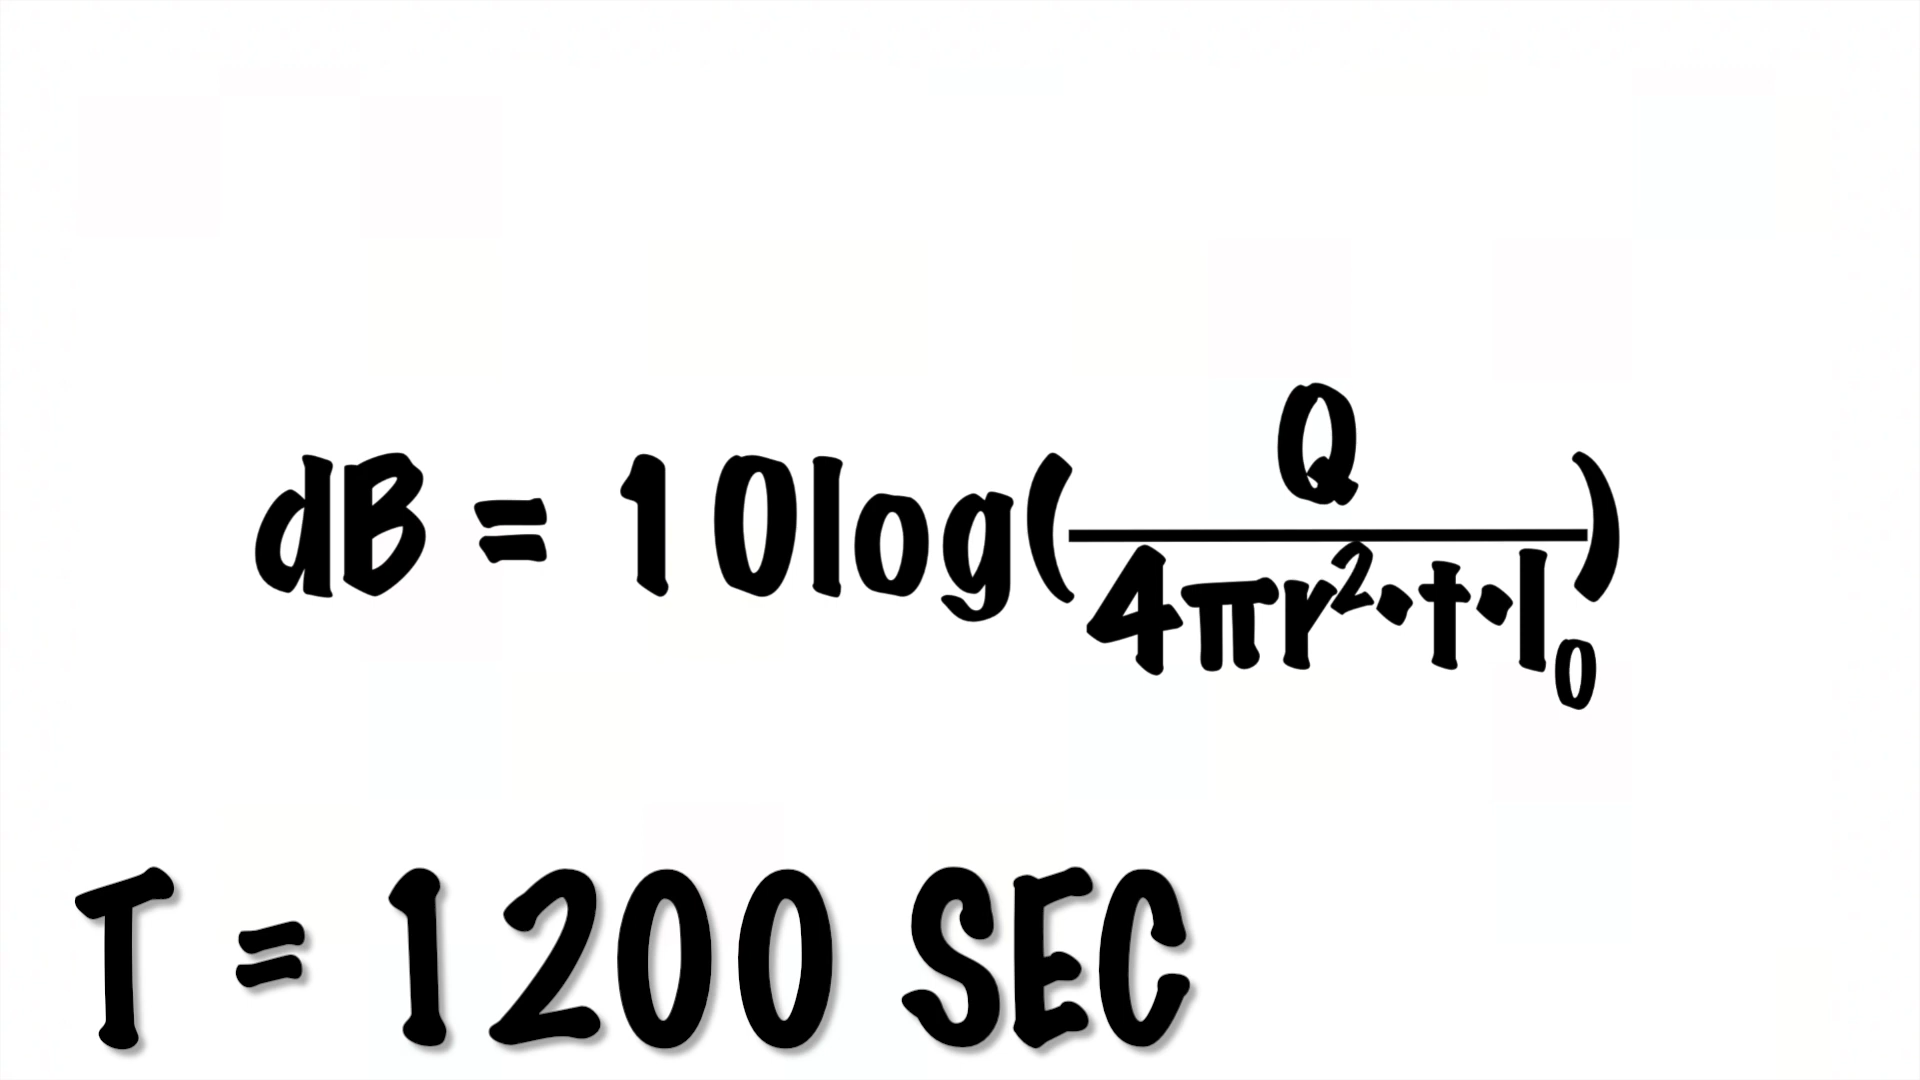 dB = 10log(Q/4πr²·t·I₀)
T = 1200 SEC